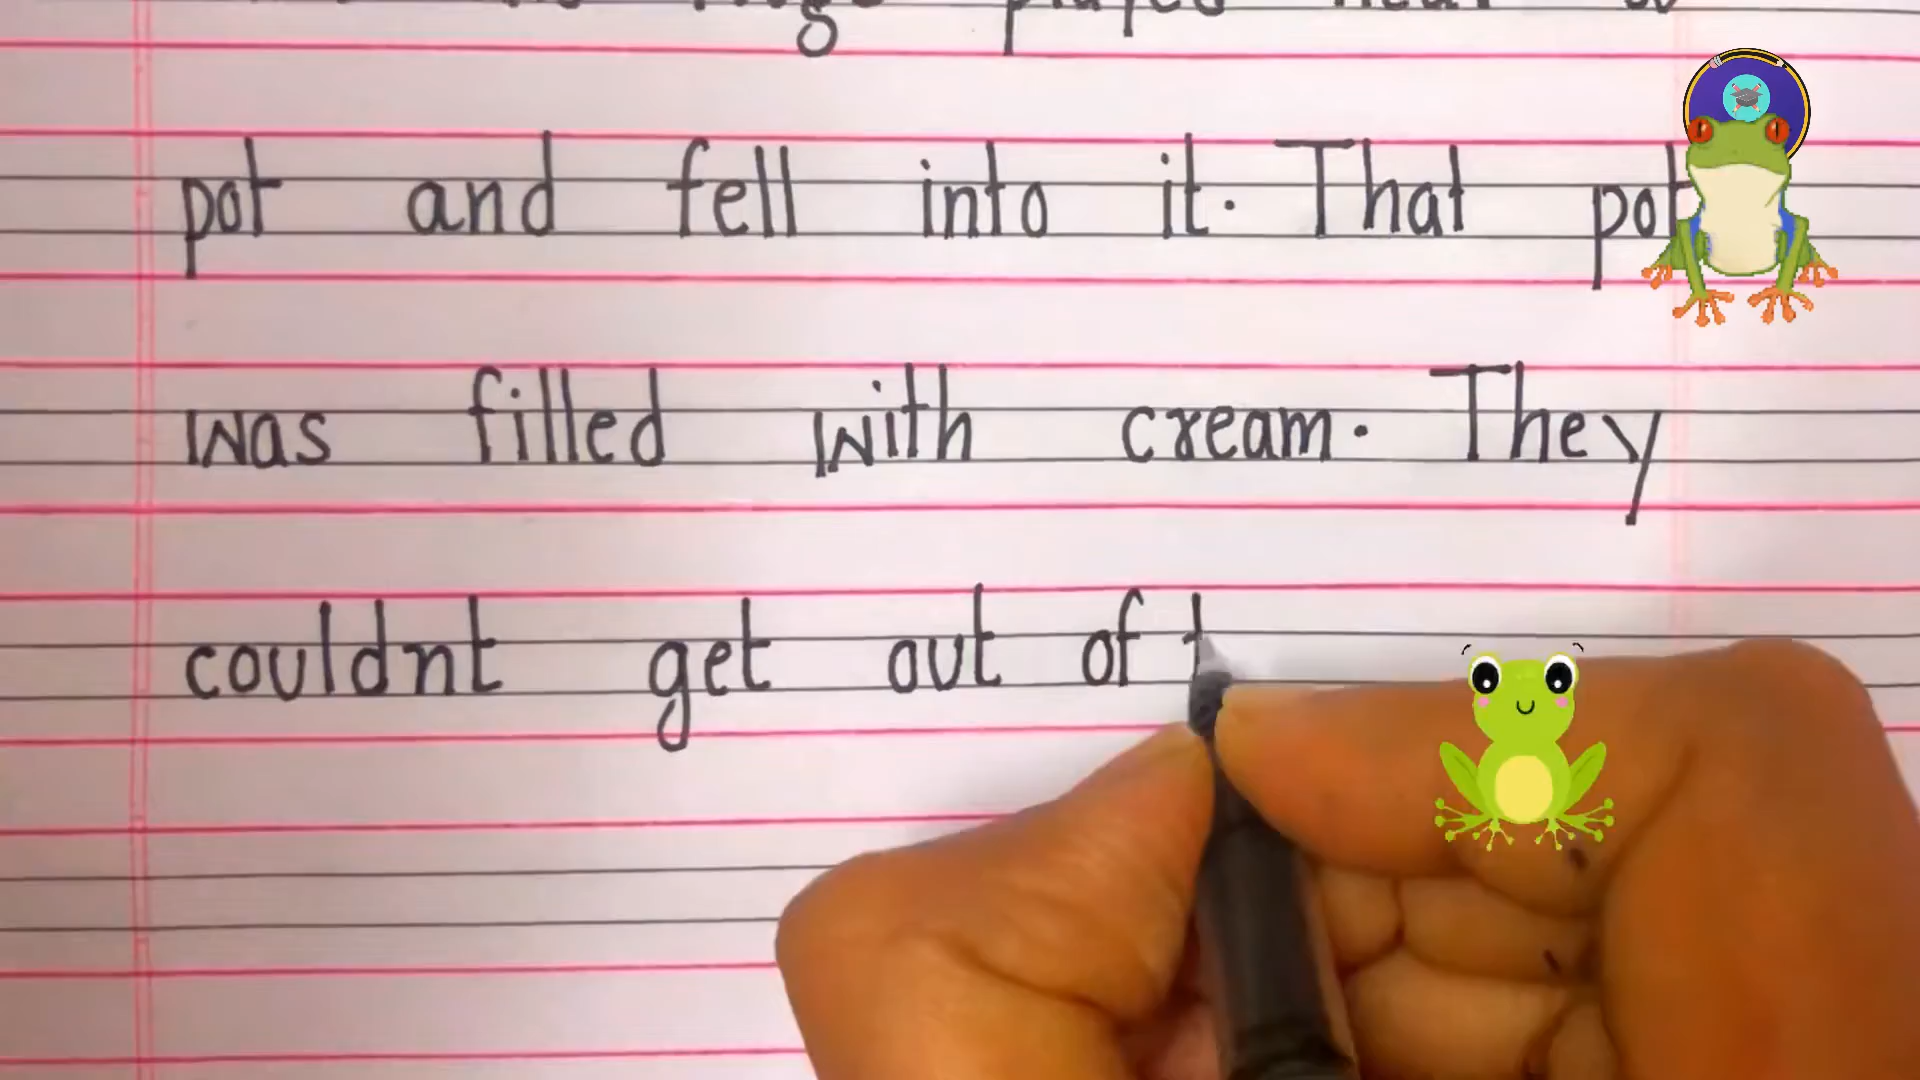 pot and fell into it. That pot
was filled with cream. They
couldnt get out of t